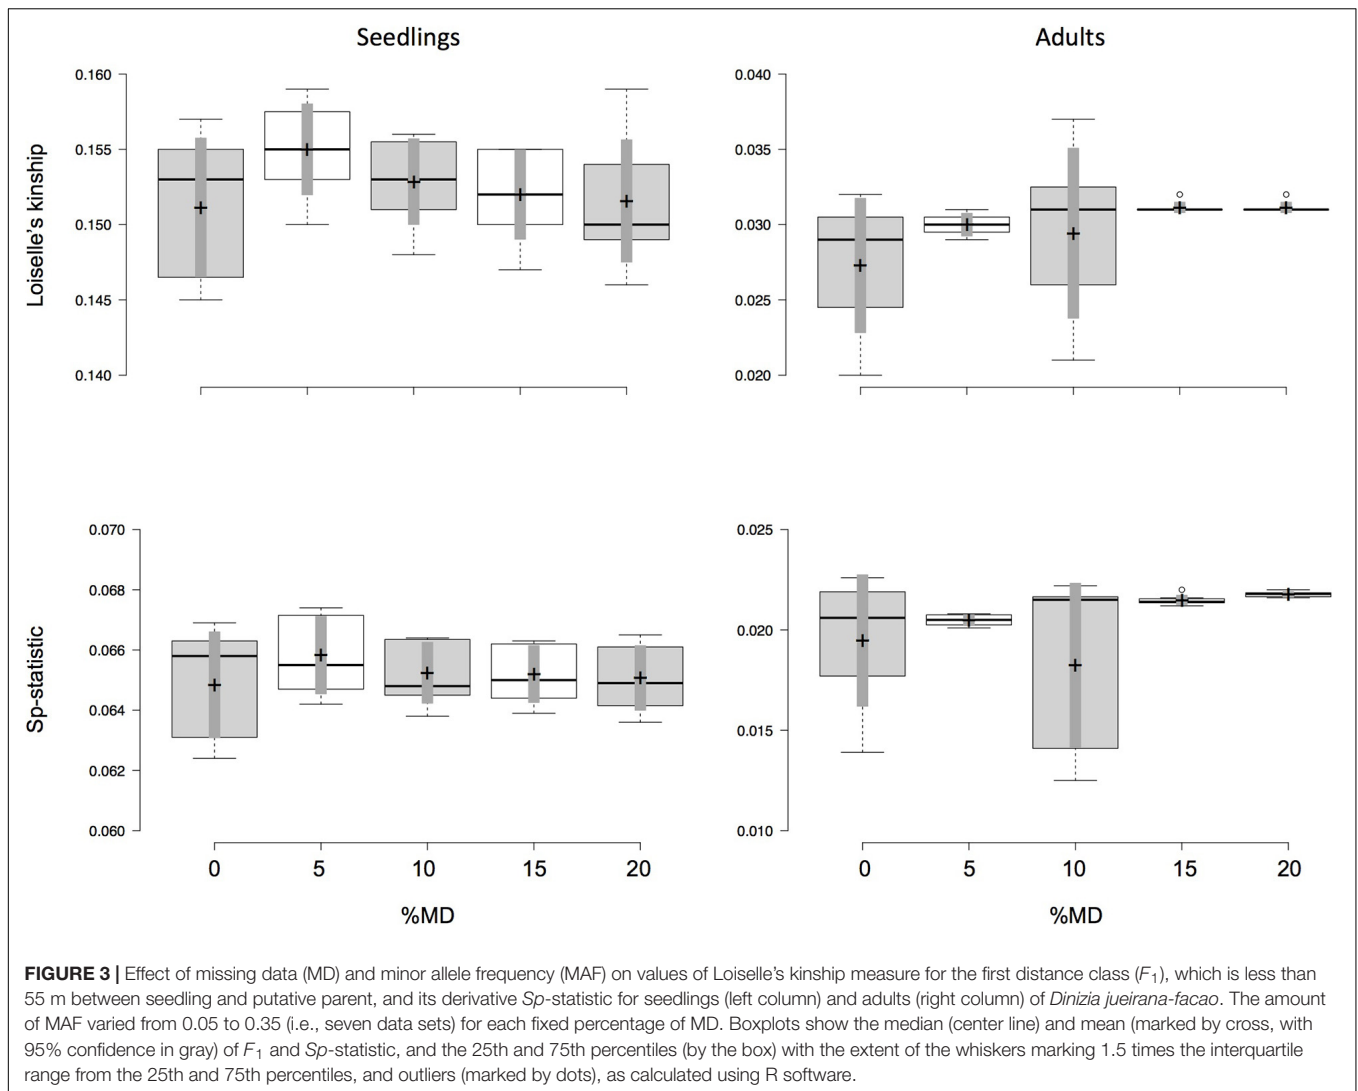 Seedlings
Adults
Loiselle's kinship
0.160
0.155
0.150
0.145
0.140
0.040
0.035
0.030
0.025
0.020
Sp-statistic
0.070
0.068
0.066
0.064
0.062
0.060
0.025
0.020
0.015
0.010
0 5 10 15 20
0 5 10 15 20
%MD
%MD
FIGURE 3 | Effect of missing data (MD) and minor allele frequency (MAF) on values of Loiselle's kinship measure for the first distance class (F1), which is less than
55 m between seedling and putative parent, and its derivative Sp-statistic for seedlings (left column) and adults (right column) of Dinizia jueirana-facao. The amount
of MAF varied from 0.05 to 0.35 (i.e., seven data sets) for each fixed percentage of MD. Boxplots show the median (center line) and mean (marked by cross, with
95% confidence in gray) of F1 and Sp-statistic, and the 25th and 75th percentiles (by the box) with the extent of the whiskers marking 1.5 times the interquartile
range from the 25th and 75th percentiles, and outliers (marked by dots), as calculated using R software.